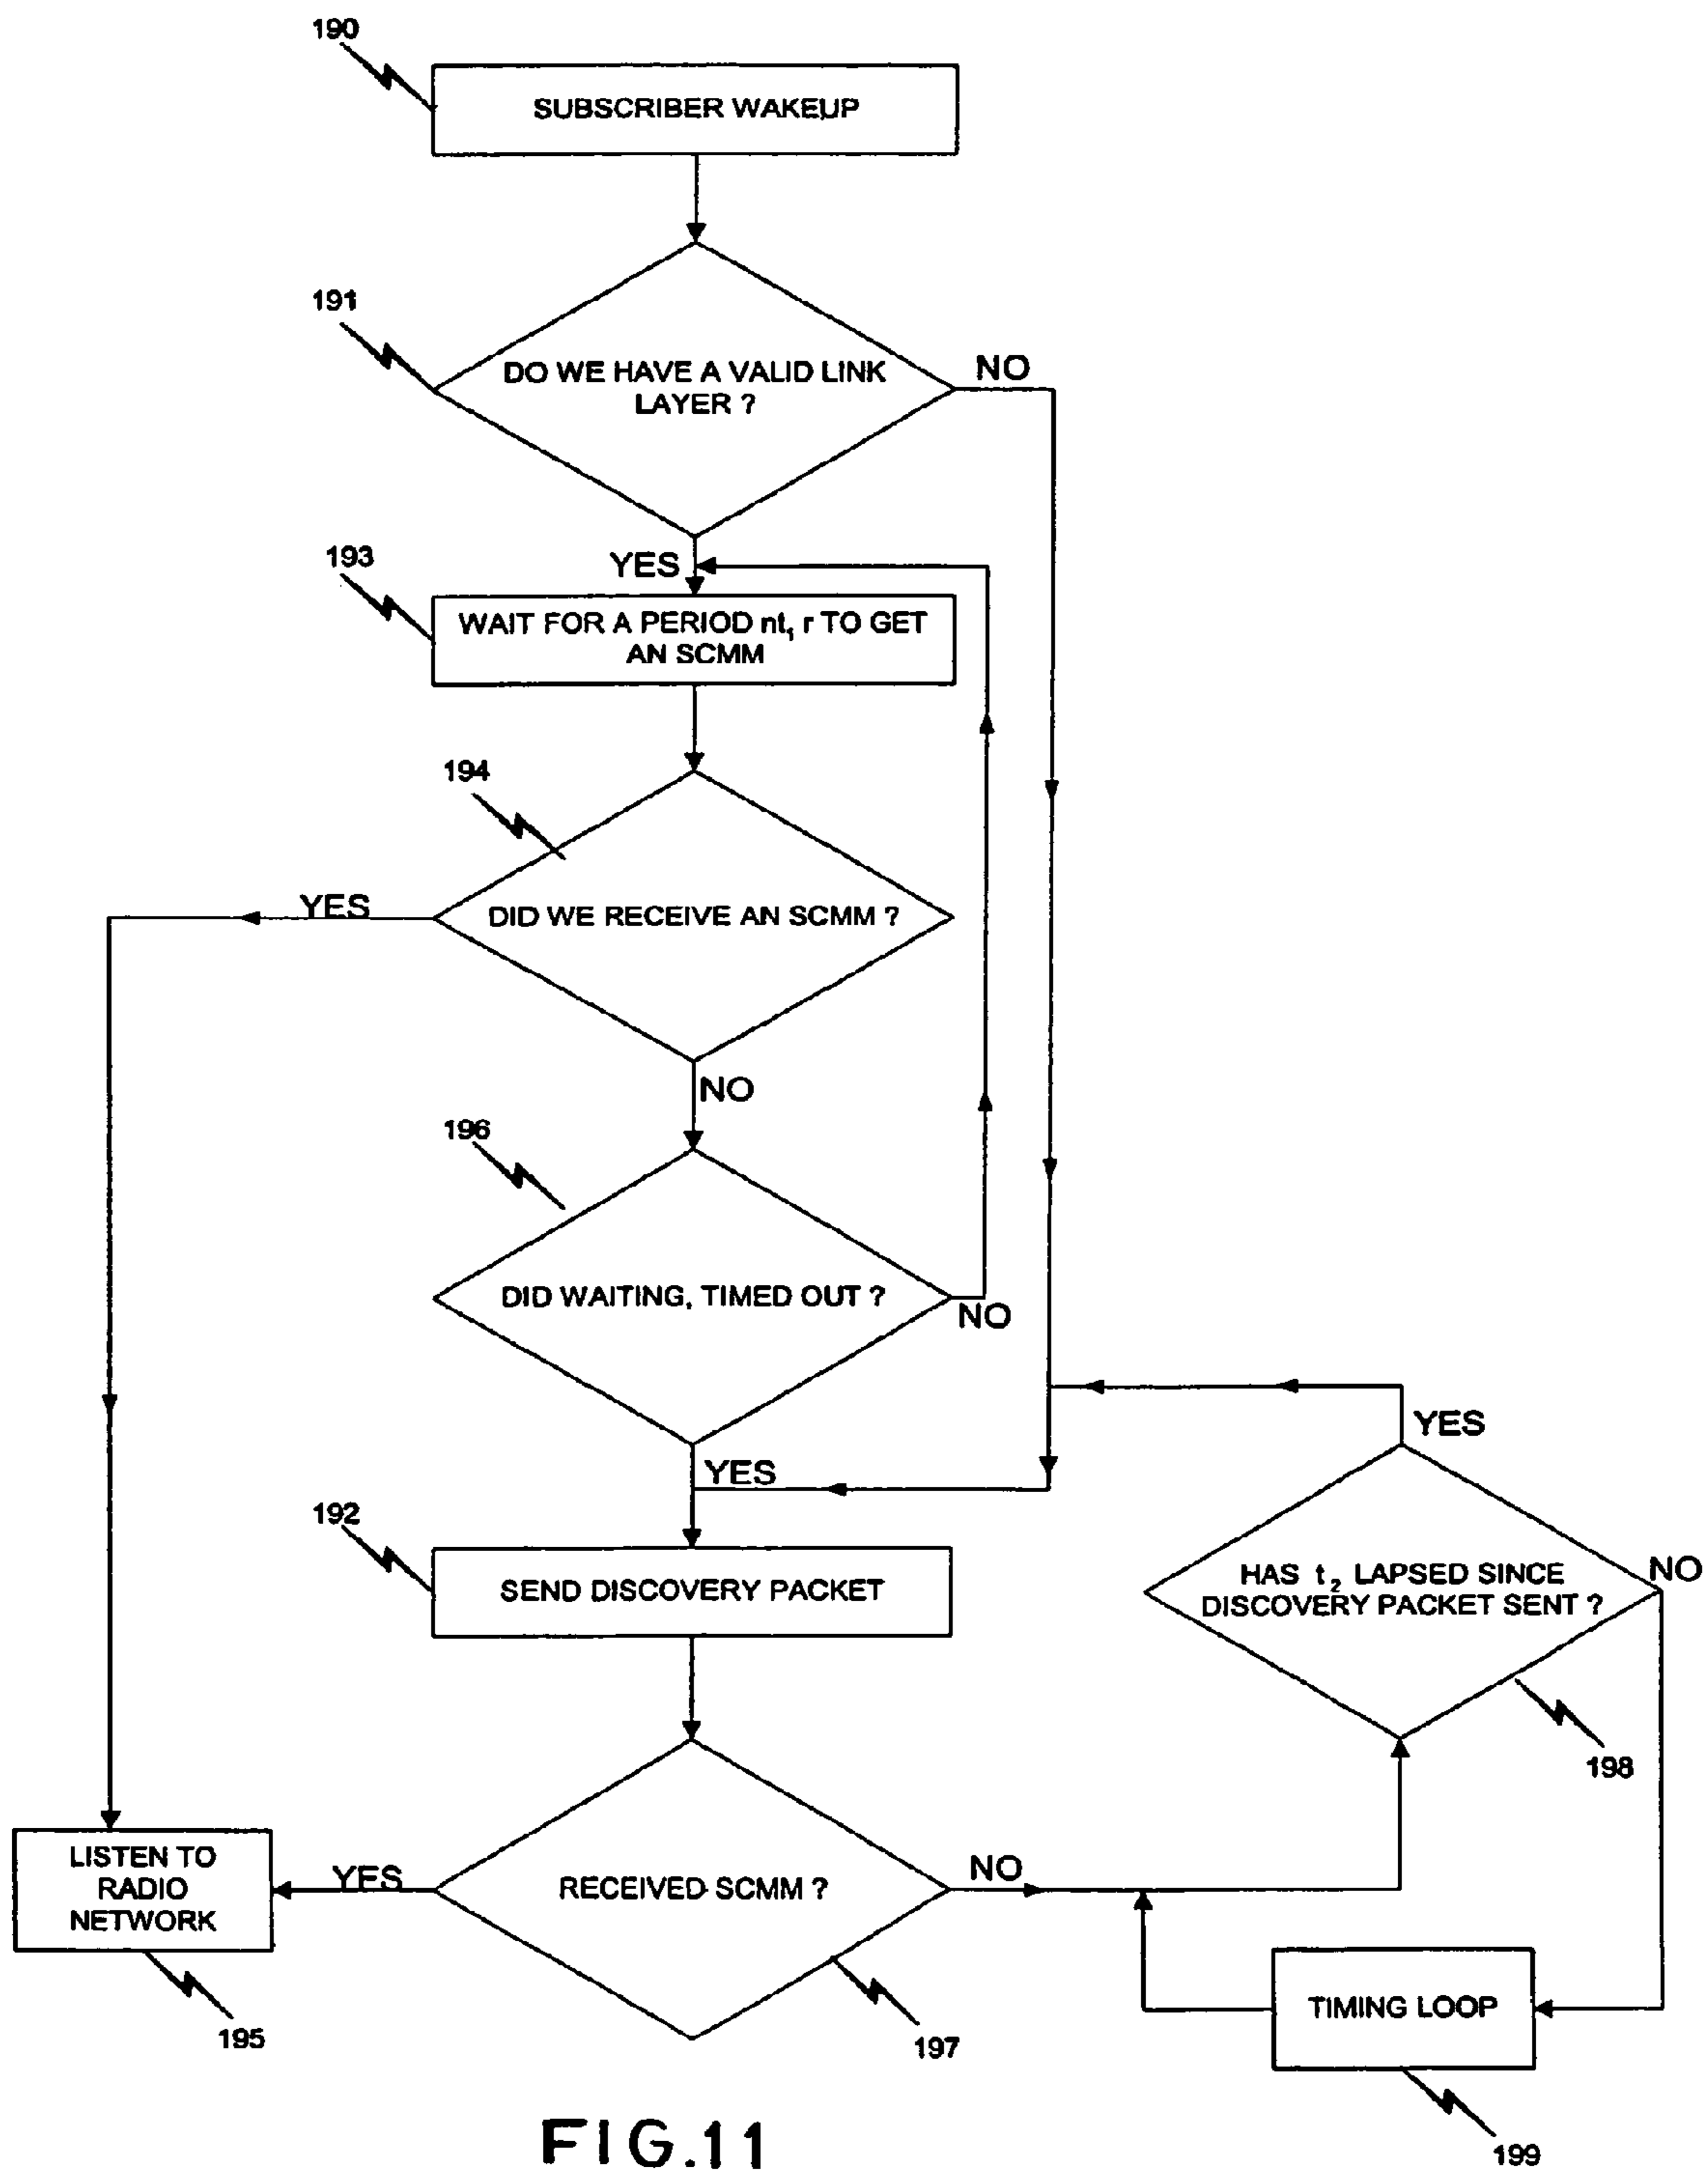 190
SUBSCRIBER WAKEUP
191
DO WE HAVE A VALID LINK
LAYER ?
NO
YES
193
WAIT FOR A PERIOD nt₁ r TO GET
AN SCMM
194
YES
DID WE RECEIVE AN SCMM ?
NO
196
DID WAITING, TIMED OUT ?
NO
YES
YES
192
SEND DISCOVERY PACKET
HAS t₂ LAPSED SINCE
DISCOVERY PACKET SENT ?
NO
198
LISTEN TO
RADIO
NETWORK
YES
RECEIVED SCMM ?
NO
TIMING LOOP
195
197
199
FIG.11